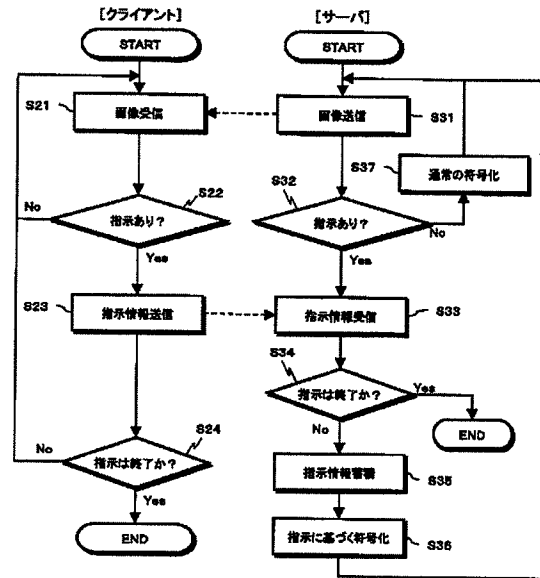 [クライアント]
START
S21
画像受信
S22
指示あり？
No
Yes
S23
指示情報送信
S24
指示は終了か？
No
Yes
END
[サーバ]
START
画像送信
S31
S37
通常の符号化
S32
指示あり？
No
Yes
指示情報受信
S33
S34
指示は終了か？
Yes
END
No
指示情報蓄積
S35
指示に基づく符号化
S36